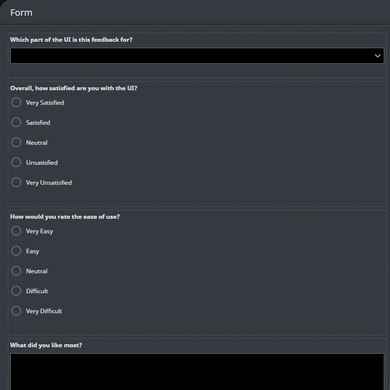 Form
Which part of the UI is this feedback for?
Overall, how satisfied are you with the UI?
Very Satisfied
Satisfied
Neutral
Unsatisfied
Very Unsatisfied
How would you rate the ease of use?
Very Easy
Easy
Neutral
Difficult
Very Difficult
What did you like most?